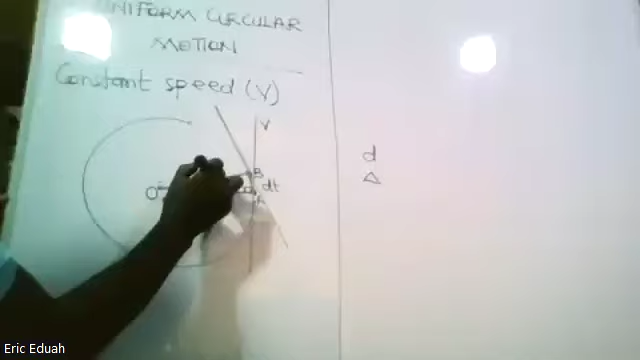 UNIFORM CIRCULAR
MOTION
Constant speed (V)
V
B
O
dt
A
d
Δ
Eric Eduah